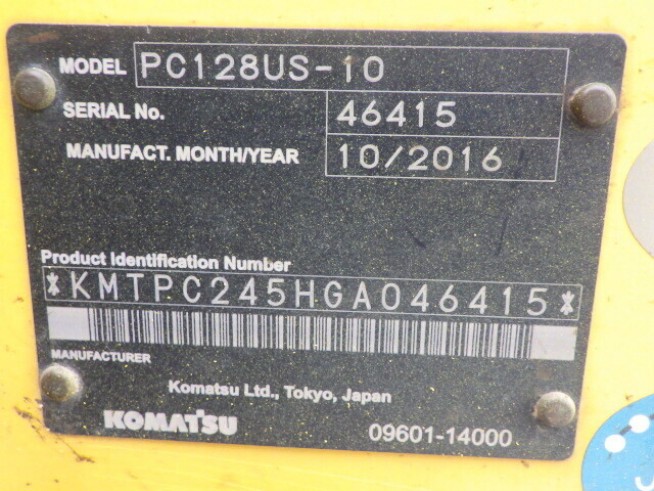 MODEL PC128US-10
SERIAL No. 46415
MANUFACT. MONTH/YEAR 10/2016
Product Identification Number
*KMTPC245HGA046415*
MANUFACTURER
Komatsu Ltd., Tokyo, Japan
KOMATSU 09601-14000